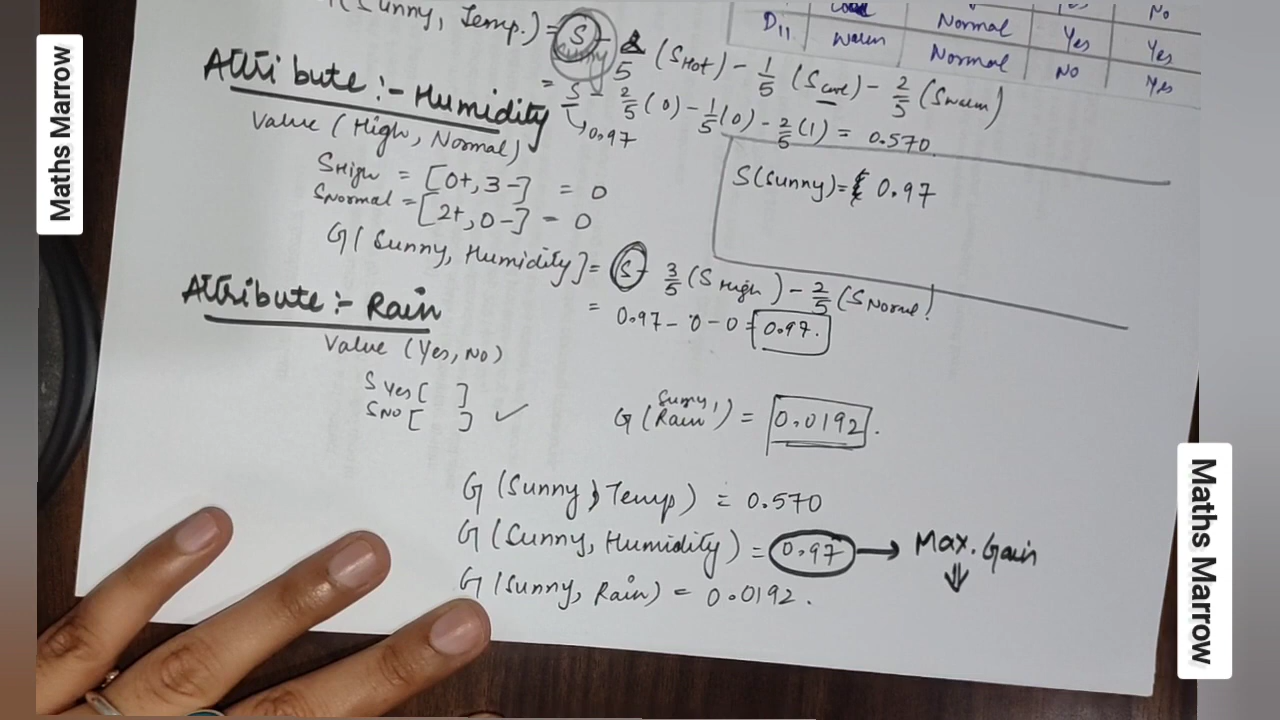 (Sunny, Temp.) = S - 2/5 (SHot) - 1/5 (SCool) - 2/5 (SWarm)
= S - 2/5 (0) - 1/5 (0) - 2/5 (1) = 0.570
→0.97
Attribute :- Humidity
Value (High, Normal)
SHigh = [0+, 3-] = 0
SNormal = [2+, 0-] = 0
G( Sunny, Humidity] = S - 3/5 (SHigh) - 2/5 (SNormal)
= 0.97 - 0 - 0 = 0.97.
S(Sunny) = 0.97
Attribute :- Rain
Value (Yes, No)
S Yes [ ]
SNO [ ] ✓
G (Sunny, Rain) = 0.0192.
G (Sunny, Temp) = 0.570
G (Sunny, Humidity) = 0.97 → Max. Gain
⇓
G (Sunny, Rain) = 0.0192.
Normal No
D11 Warm Normal Yes Yes
Normal No Yes
Maths Marrow
Maths Marrow